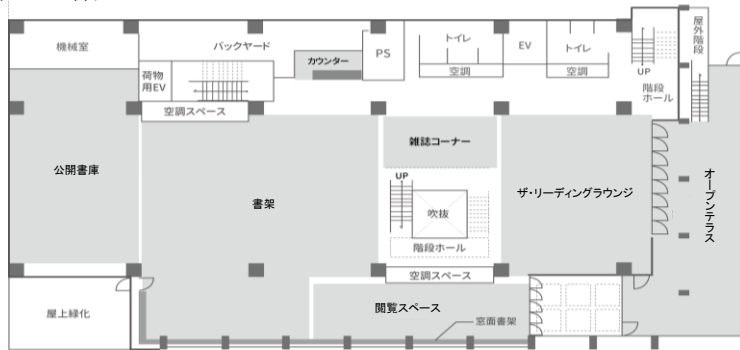 機械室
バックヤード
カウンター
PS
トイレ
EV
トイレ
屋外階段
空調
空調
UP
荷物
用EV
階段
ホール
空調スペース
雑誌コーナー
公開書庫
書架
UP
吹抜
ザ・リーディングラウンジ
オープンテラス
階段ホール
空調スペース
屋上緑化
閲覧スペース
窓面書架